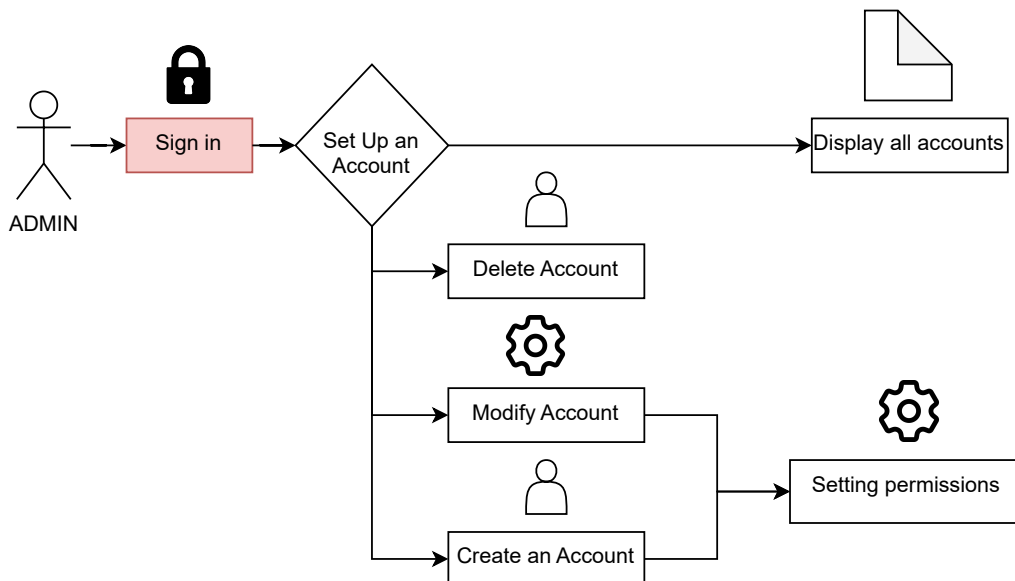 ADMIN
Sign in
Set Up an
Account
Display all accounts
Delete Account
Modify Account
Setting permissions
Create an Account